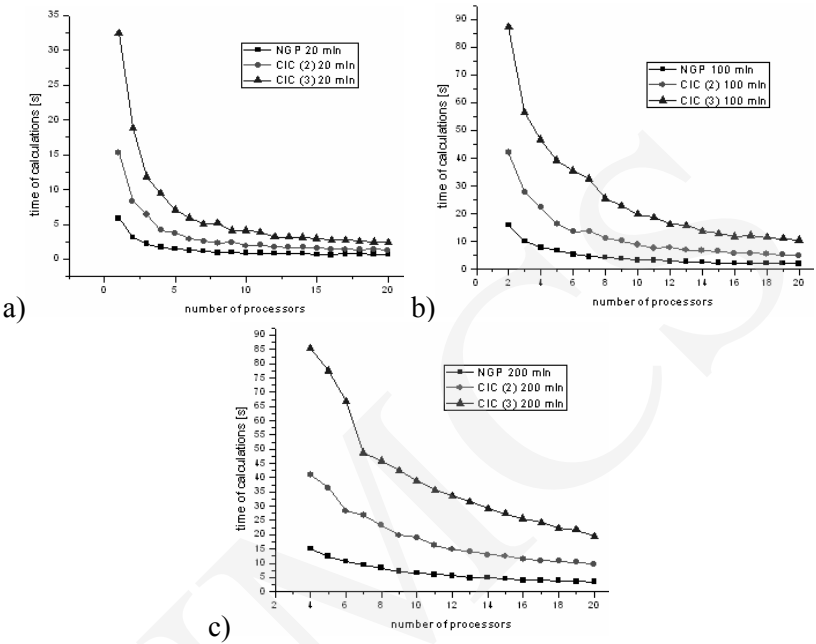 35
30
25
20
15
10
5
0
time of calculations [s]
NGP 20 mln
CIC (2) 20 mln
CIC (3) 20 mln
0 5 10 15 20
number of processors
a)
90
80
70
60
50
40
30
20
10
0
time of calculations [s]
NGP 100 mln
CIC (2) 100 mln
CIC (3) 100 mln
0 2 4 6 8 10 12 14 16 18 20
number of processors
b)
90
85
80
75
70
65
60
55
50
45
40
35
30
25
20
15
10
5
0
time of calculations [s]
NGP 200 mln
CIC (2) 200 mln
CIC (3) 200 mln
2 4 6 8 10 12 14 16 18 20
number of processors
c)
UMCS